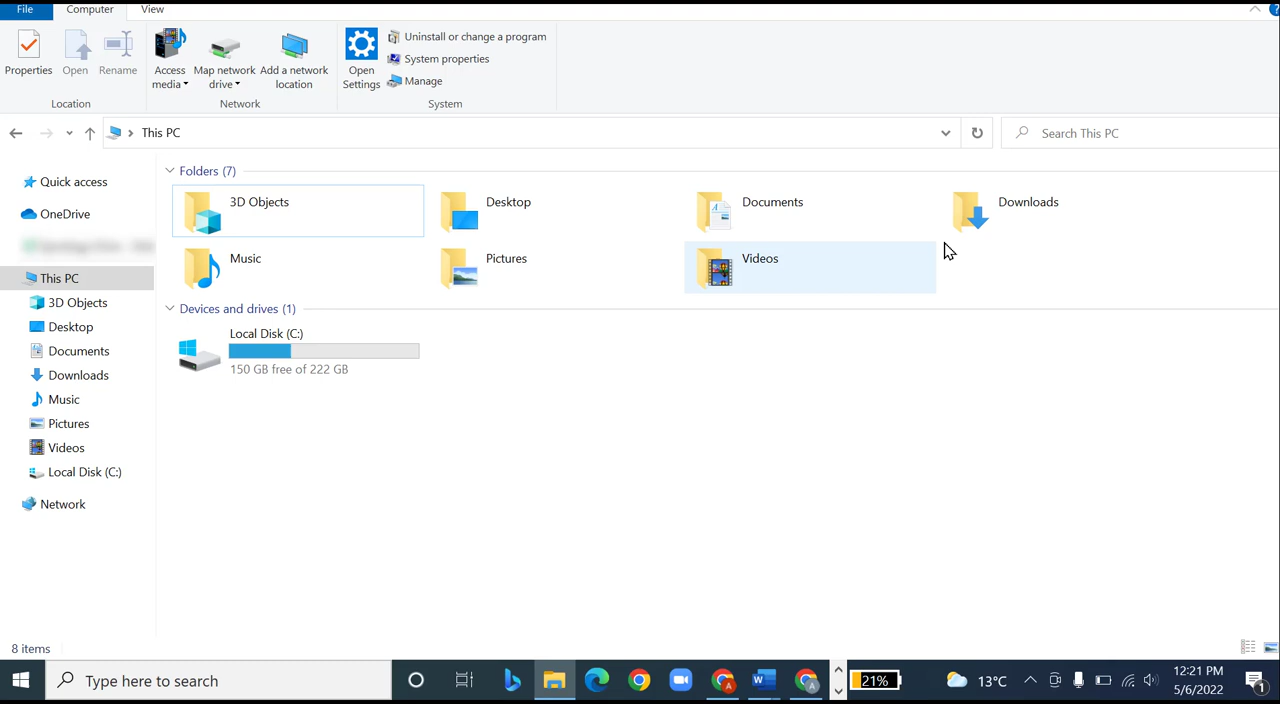 File Computer View
Uninstall or change a program
System properties
Manage
Properties Open Rename Access media Map network drive Add a network location Open Settings
Location Network System
This PC
Search This PC
Quick access
OneDrive
This PC
3D Objects
Desktop
Documents
Downloads
Music
Pictures
Videos
Local Disk (C:)
Network
Folders (7)
3D Objects
Desktop
Documents
Downloads
Music
Pictures
Videos
Devices and drives (1)
Local Disk (C:)
150 GB free of 222 GB
8 items
Type here to search
21%
13°C
12:21 PM
5/6/2022
1